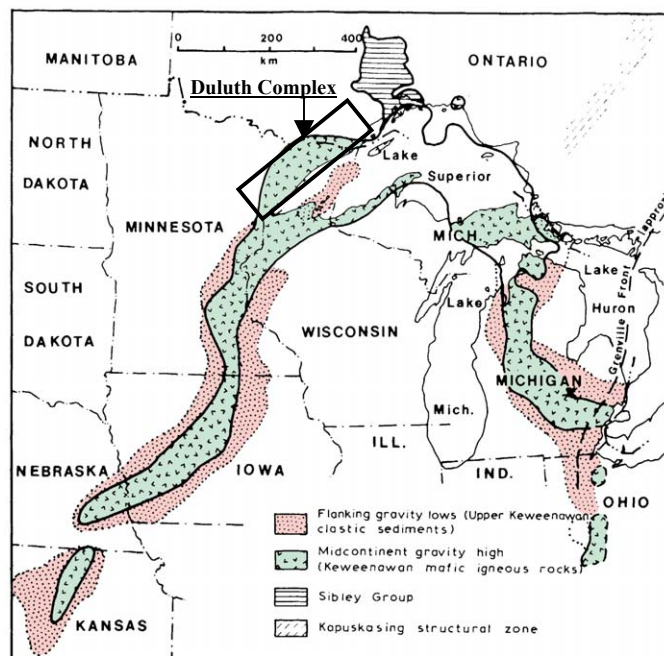 0 200 400
km
MANITOBA
ONTARIO
Duluth Complex
NORTH
DAKOTA
Lake
Superior
MINNESOTA
MICH.
SOUTH
DAKOTA
WISCONSIN
Lake
Lake
Huron
Grenville Front
(approx
MICHIGAN
Mich.
NEBRASKA
IOWA
ILL.
IND.
OHIO
KANSAS
Flanking gravity lows (Upper Keweenawan
clastic sediments)
Midcontinent gravity high
(Keweenawan mafic igneous rocks)
Sibley Group
Kapuskasing structural zone